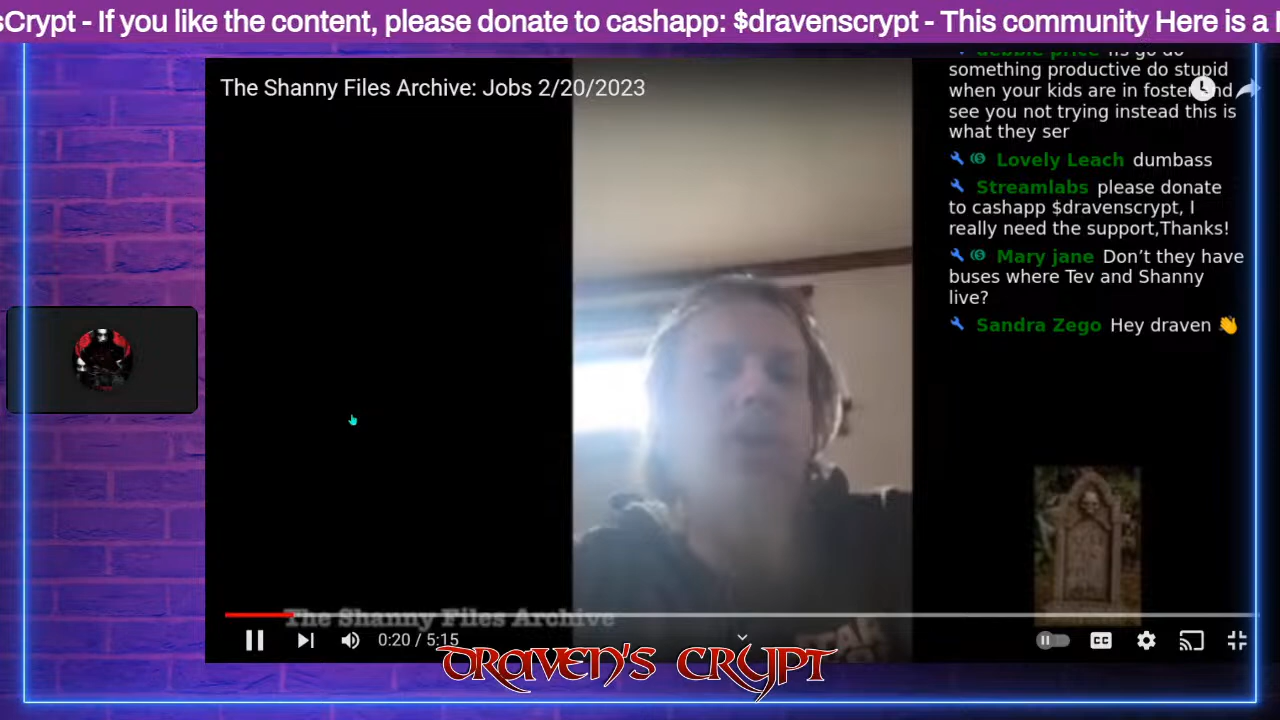 sCrypt - If you like the content, please donate to cashapp: $dravenscrypt - This community Here is a
The Shanny Files Archive: Jobs 2/20/2023
debbie price
something productive do stupid
when your kids are in foster and
see you not trying instead this is
what they ser
Lovely Leach dumbass
Streamlabs please donate
to cashapp $dravenscrypt, I
really need the support,Thanks!
Mary jane Don't they have
buses where Tev and Shanny
live?
Sandra Zego Hey draven 👋
The Shanny Files Archive
0:20 / 5:15
CC
DRAVEN'S CRYPT